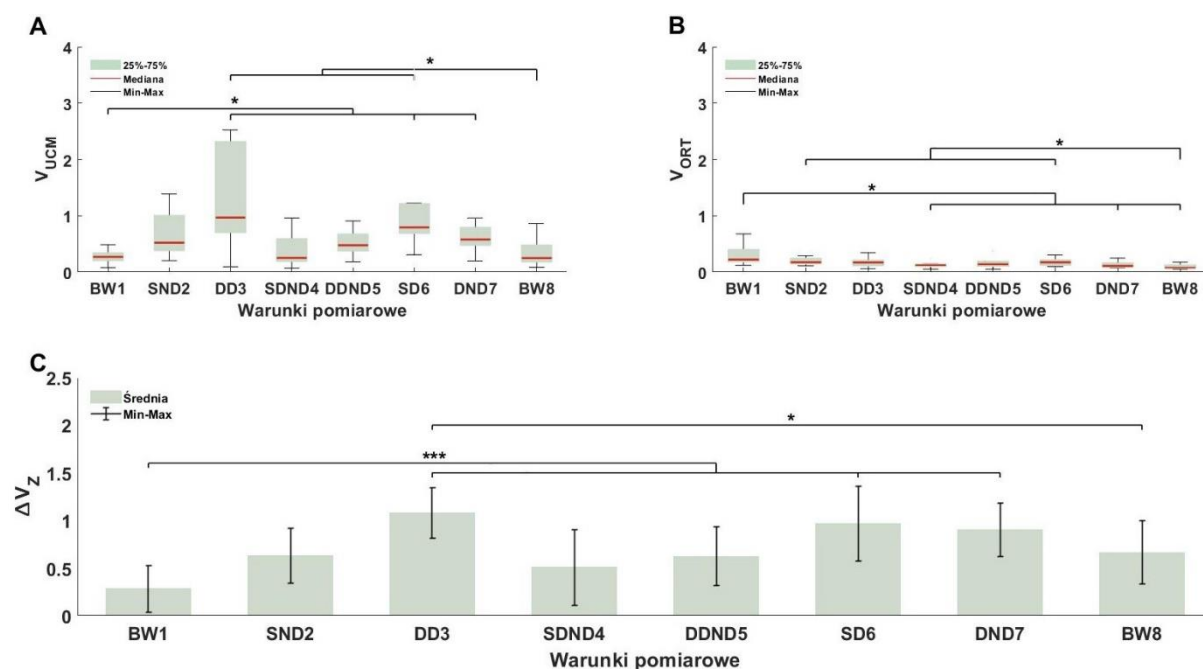 A
4
3
2
1
0
V_UCM
25%-75%
Mediana
Min-Max
*
*
BW1 SND2 DD3 SDND4 DDND5 SD6 DND7 BW8
Warunki pomiarowe
B
4
3
2
1
0
V_ORT
25%-75%
Mediana
Min-Max
*
*
BW1 SND2 DD3 SDND4 DDND5 SD6 DND7 BW8
Warunki pomiarowe
C
2.5
2
1.5
1
0.5
0
ΔV_Z
Średnia
Min-Max
*
***
BW1 SND2 DD3 SDND4 DDND5 SD6 DND7 BW8
Warunki pomiarowe